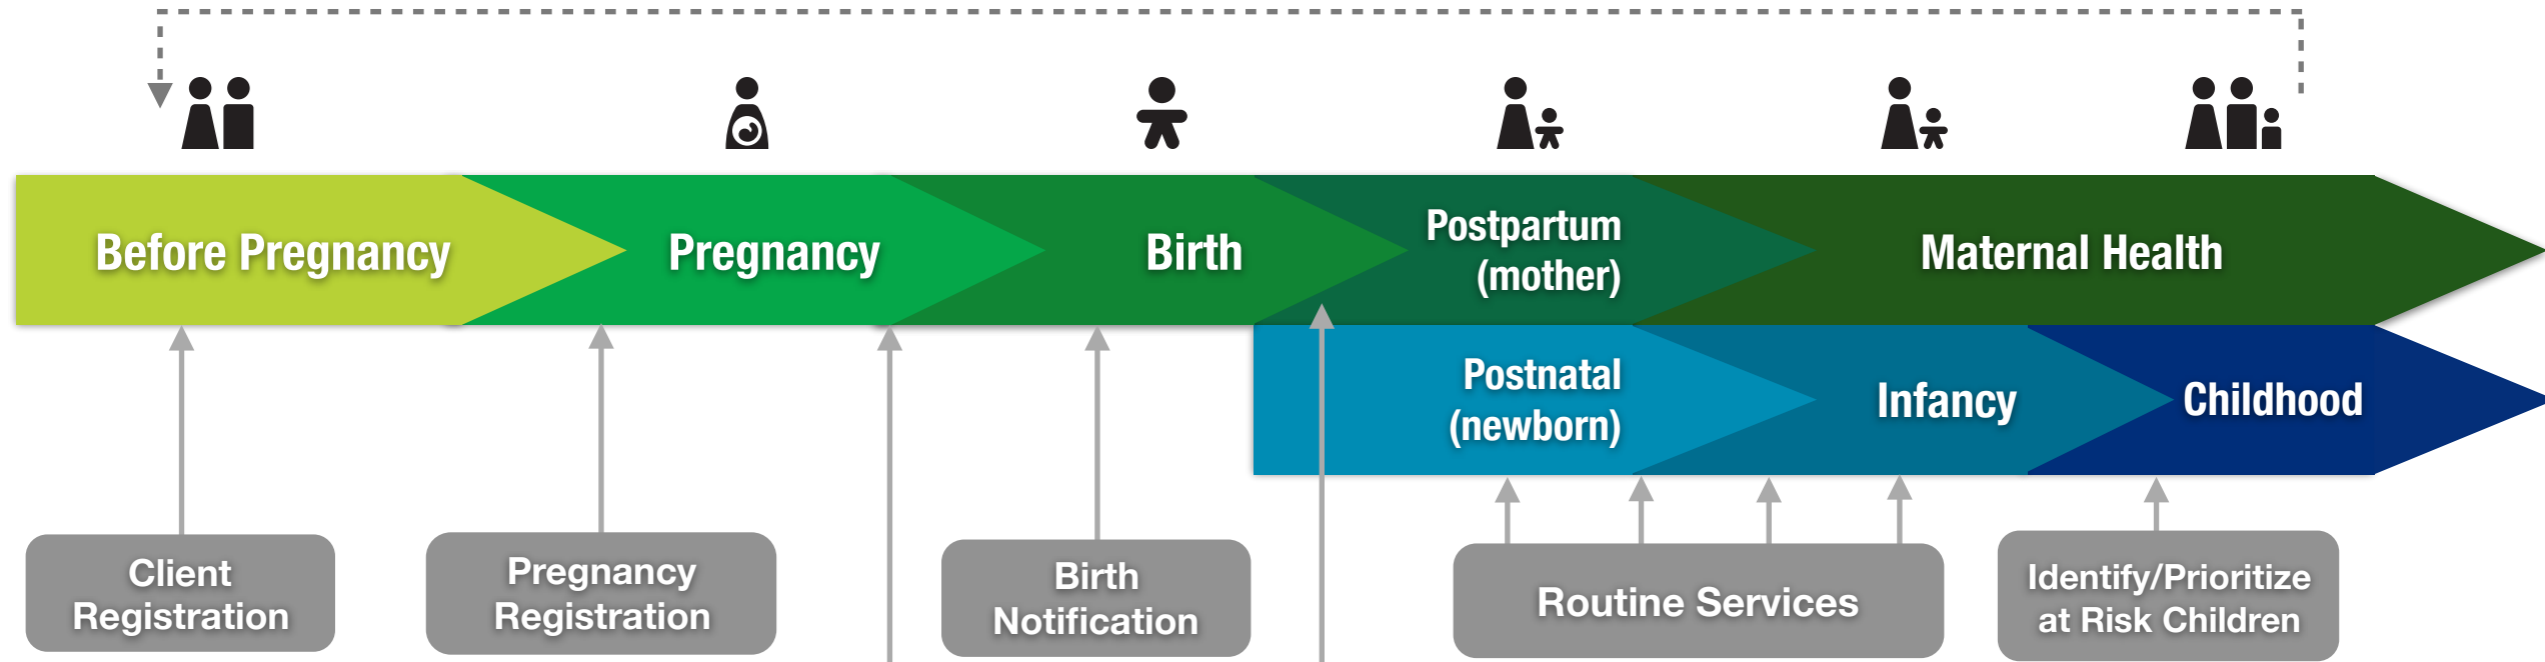 Before Pregnancy
Pregnancy
Birth
Postpartum
(mother)
Maternal Health
Postnatal
(newborn)
Infancy
Childhood
Client
Registration
Pregnancy
Registration
Birth
Notification
Routine Services
Identify/Prioritize
at Risk Children